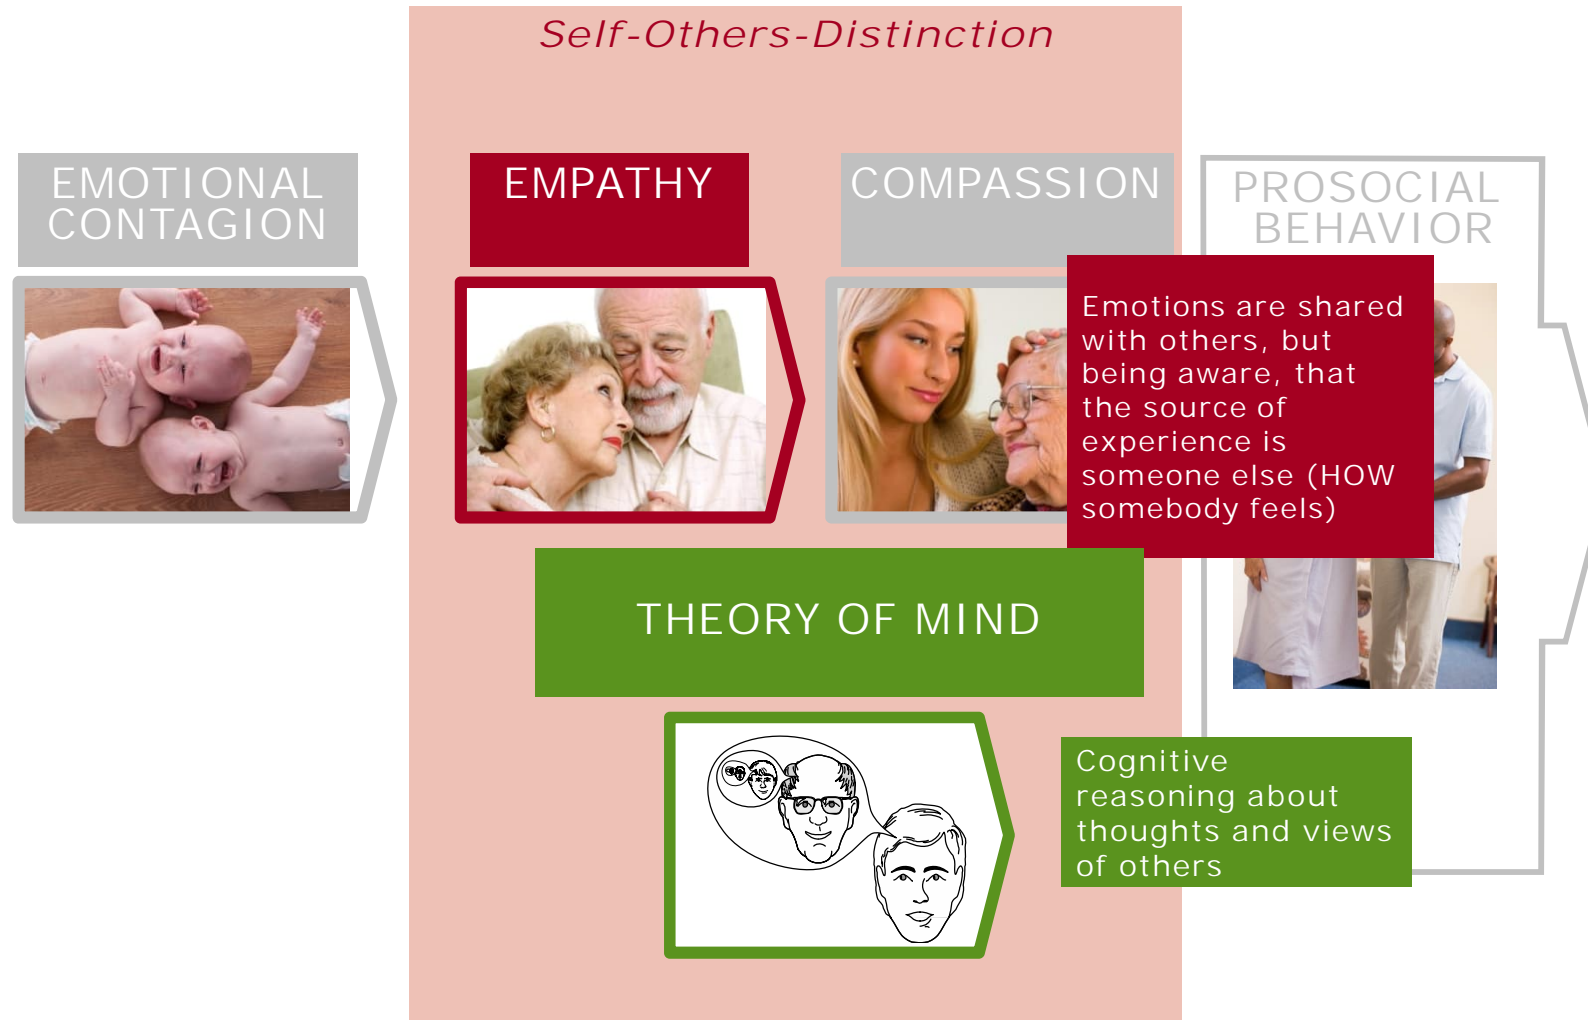 Self-Others-Distinction
EMOTIONAL
CONTAGION
EMPATHY
COMPASSION
PROSOCIAL
BEHAVIOR
Emotions are shared
with others, but
being aware, that
the source of
experience is
someone else (HOW
somebody feels)
THEORY OF MIND
Cognitive
reasoning about
thoughts and views
of others